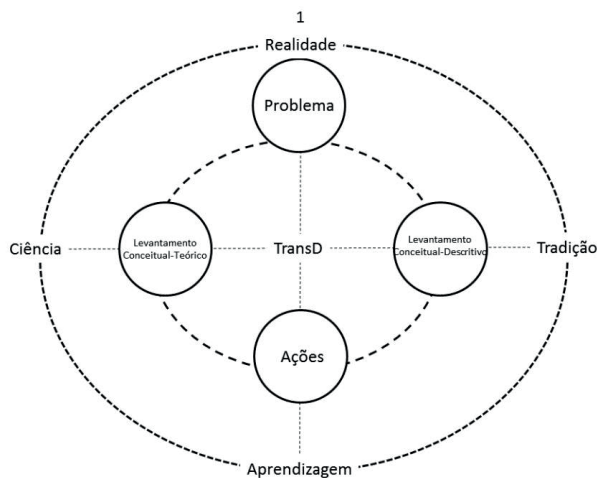 1
Realidade
Problema
Ciência
Levantamento
Conceitual-Teórico
TransD
Levantamento
Conceitual-Descritivo
Tradição
Ações
Aprendizagem